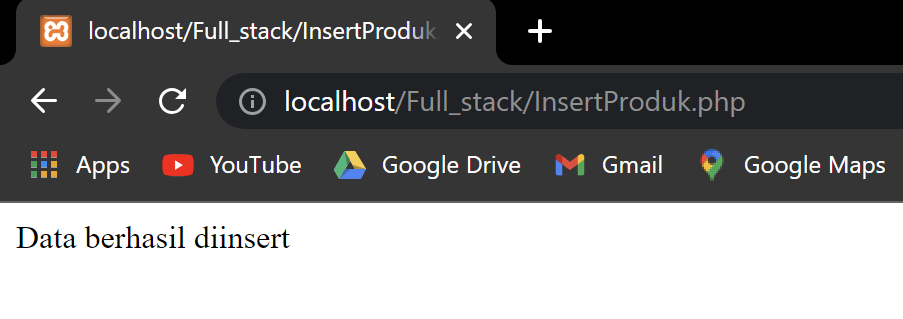 localhost/Full_stack/InsertProduk
localhost/Full_stack/InsertProduk.php
Apps YouTube Google Drive Gmail Google Maps
Data berhasil diinsert